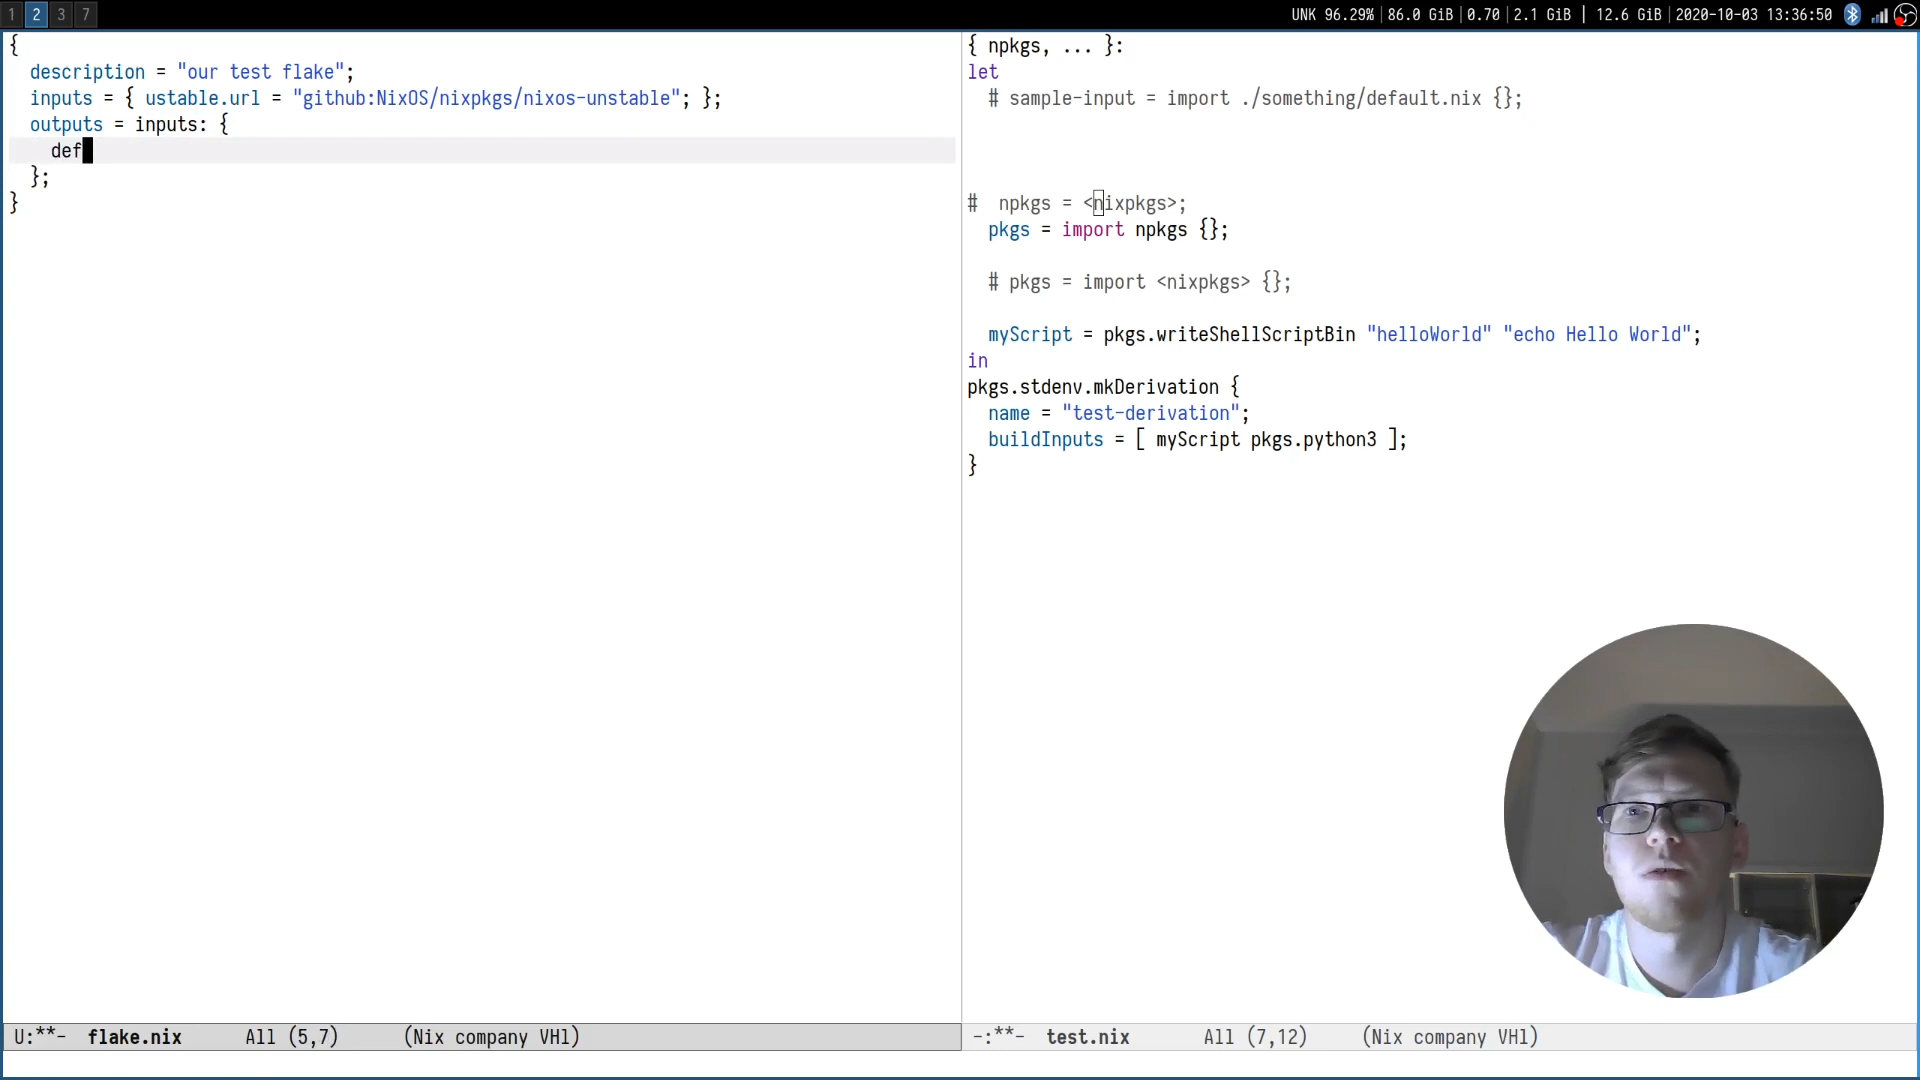 1 2 3 7
UNK 96.29% | 86.0 GiB | 0.70 | 2.1 GiB | 12.6 GiB | 2020-10-03 13:36:50
{
  description = "our test flake";
  inputs = { ustable.url = "github:NixOS/nixpkgs/nixos-unstable"; };
  outputs = inputs: {
    def
  };
}
U:**-  flake.nix      All (5,7)      (Nix company VHl)
{ npkgs, ... }:
let
  # sample-input = import ./something/default.nix {};
#  npkgs = <nixpkgs>;
  pkgs = import npkgs {};
  # pkgs = import <nixpkgs> {};
  myScript = pkgs.writeShellScriptBin "helloWorld" "echo Hello World";
in
pkgs.stdenv.mkDerivation {
  name = "test-derivation";
  buildInputs = [ myScript pkgs.python3 ];
}
-:**-  test.nix       All (7,12)     (Nix company VHl)